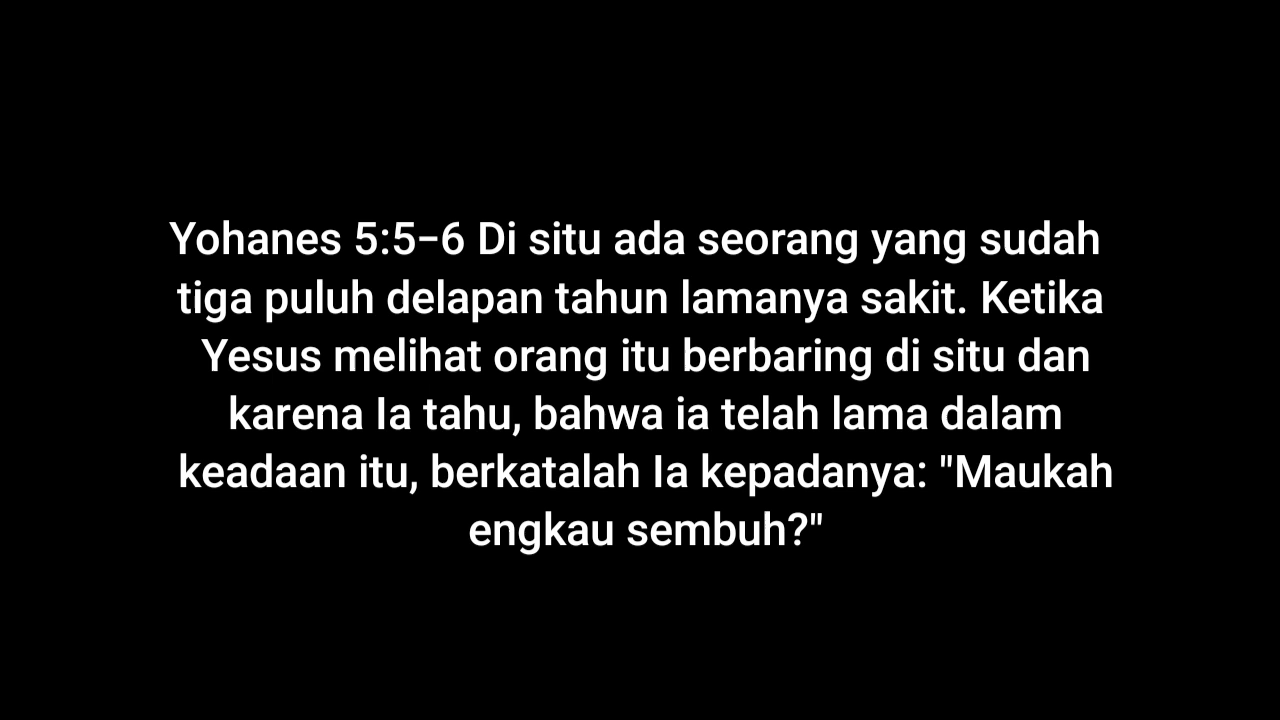 Yohanes 5:5–6 Di situ ada seorang yang sudah
tiga puluh delapan tahun lamanya sakit. Ketika
Yesus melihat orang itu berbaring di situ dan
karena Ia tahu, bahwa ia telah lama dalam
keadaan itu, berkatalah Ia kepadanya: "Maukah
engkau sembuh?"